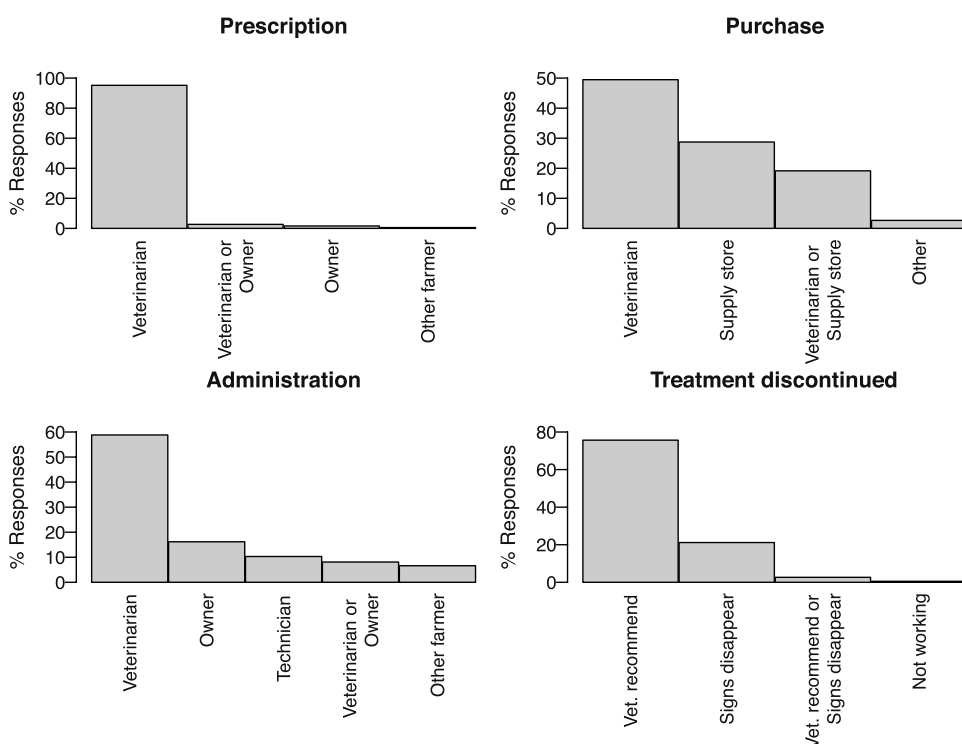 Prescription
% Responses
100
80
60
40
20
0
Veterinarian
Veterinarian or
Owner
Owner
Other farmer
Purchase
% Responses
50
40
30
20
10
0
Veterinarian
Supply store
Veterinarian or
Supply store
Other
Administration
% Responses
60
50
40
30
20
10
0
Veterinarian
Owner
Technician
Veterinarian or
Owner
Other farmer
Treatment discontinued
% Responses
80
60
40
20
0
Vet. recommend
Signs disappear
Vet. recommend or
Signs disappear
Not working